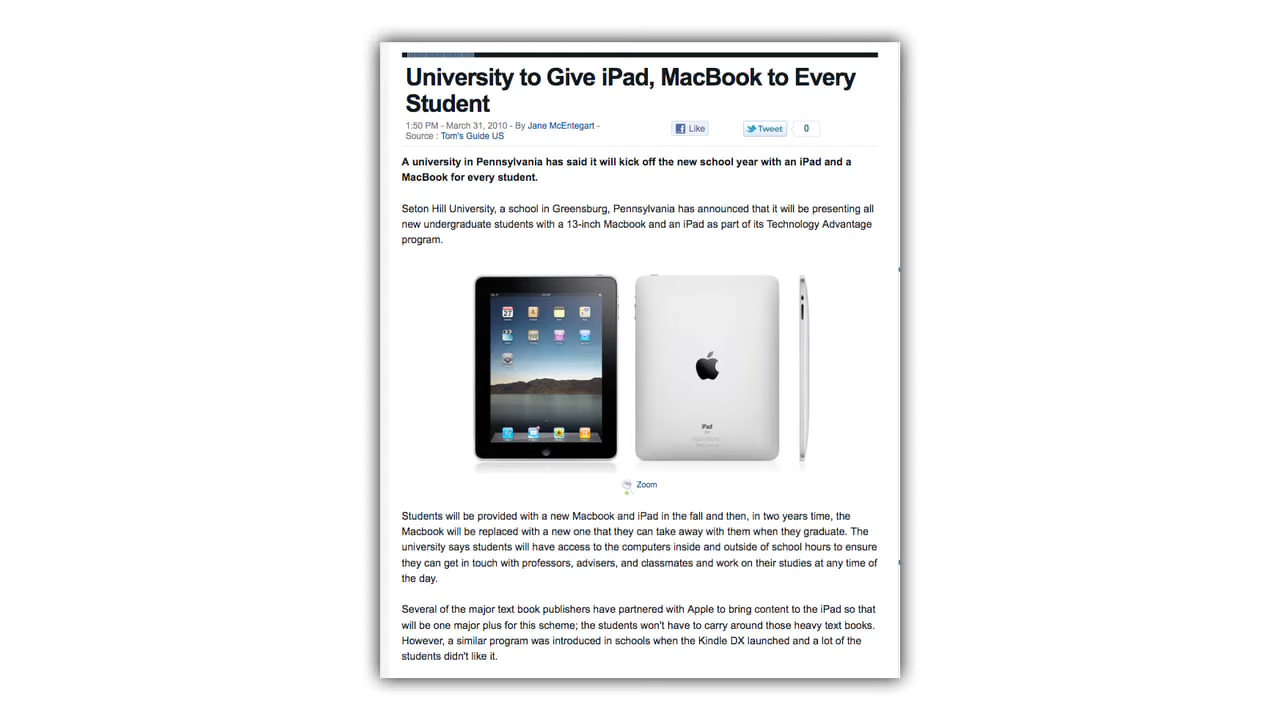 University to Give iPad, MacBook to Every
Student
1:50 PM - March 31, 2010 - By Jane McEntegart -
Source : Tom's Guide US
Like
Tweet
0
A university in Pennsylvania has said it will kick off the new school year with an iPad and a
MacBook for every student.
Seton Hill University, a school in Greensburg, Pennsylvania has announced that it will be presenting all
new undergraduate students with a 13-inch Macbook and an iPad as part of its Technology Advantage
program.
27
iPad
Zoom
Students will be provided with a new Macbook and iPad in the fall and then, in two years time, the
Macbook will be replaced with a new one that they can take away with them when they graduate. The
university says students will have access to the computers inside and outside of school hours to ensure
they can get in touch with professors, advisers, and classmates and work on their studies at any time of
the day.
Several of the major text book publishers have partnered with Apple to bring content to the iPad so that
will be one major plus for this scheme; the students won't have to carry around those heavy text books.
However, a similar program was introduced in schools when the Kindle DX launched and a lot of the
students didn't like it.